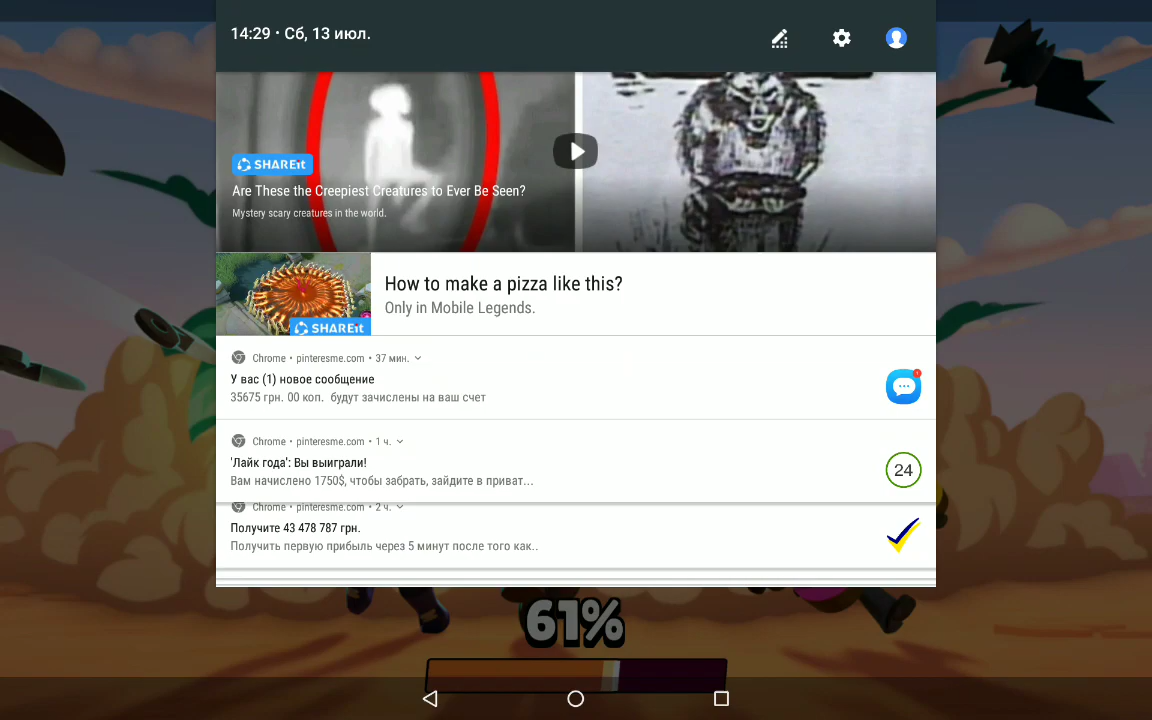 14:29 • Сб, 13 июл.
SHAREit
Are These the Creepiest Creatures to Ever Be Seen?
Mystery scary creatures in the world.
How to make a pizza like this?
Only in Mobile Legends.
SHAREit
Chrome • pinteresme.com • 37 мин.
У вас (1) новое сообщение
35675 грн. 00 коп. будут зачислены на ваш счет
Chrome • pinteresme.com • 1 ч.
'Лайк года': Вы выиграли!
Вам начислено 1750$, чтобы забрать, зайдите в приват...
24
Chrome • pinteresme.com • 2 ч.
Получите 43 478 787 грн.
Получить первую прибыль через 5 минут после того как..
61%